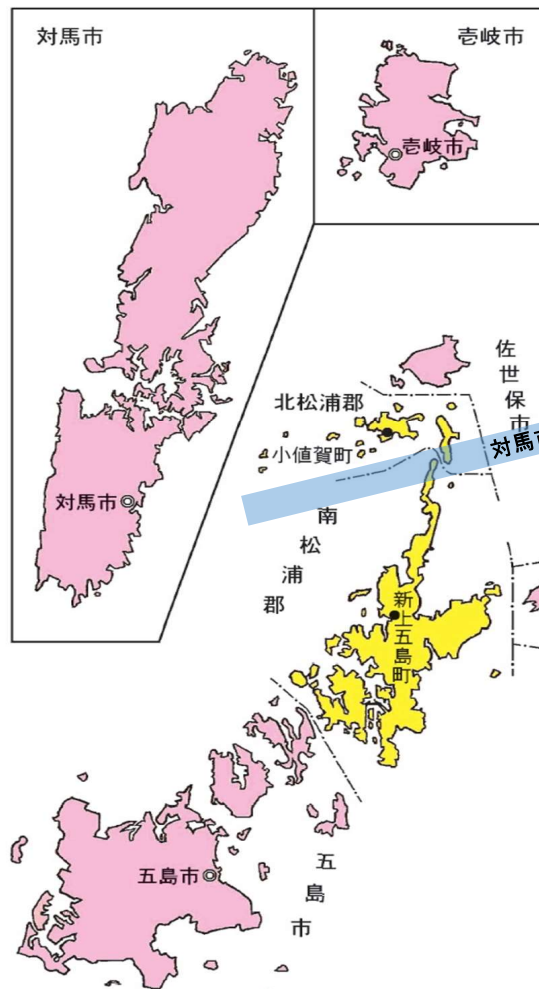 対馬市
壱岐市
壱岐市
対馬市
佐世保市
北松浦郡
小値賀町
対馬市
南松浦郡
新上五島町
五島市
五島市